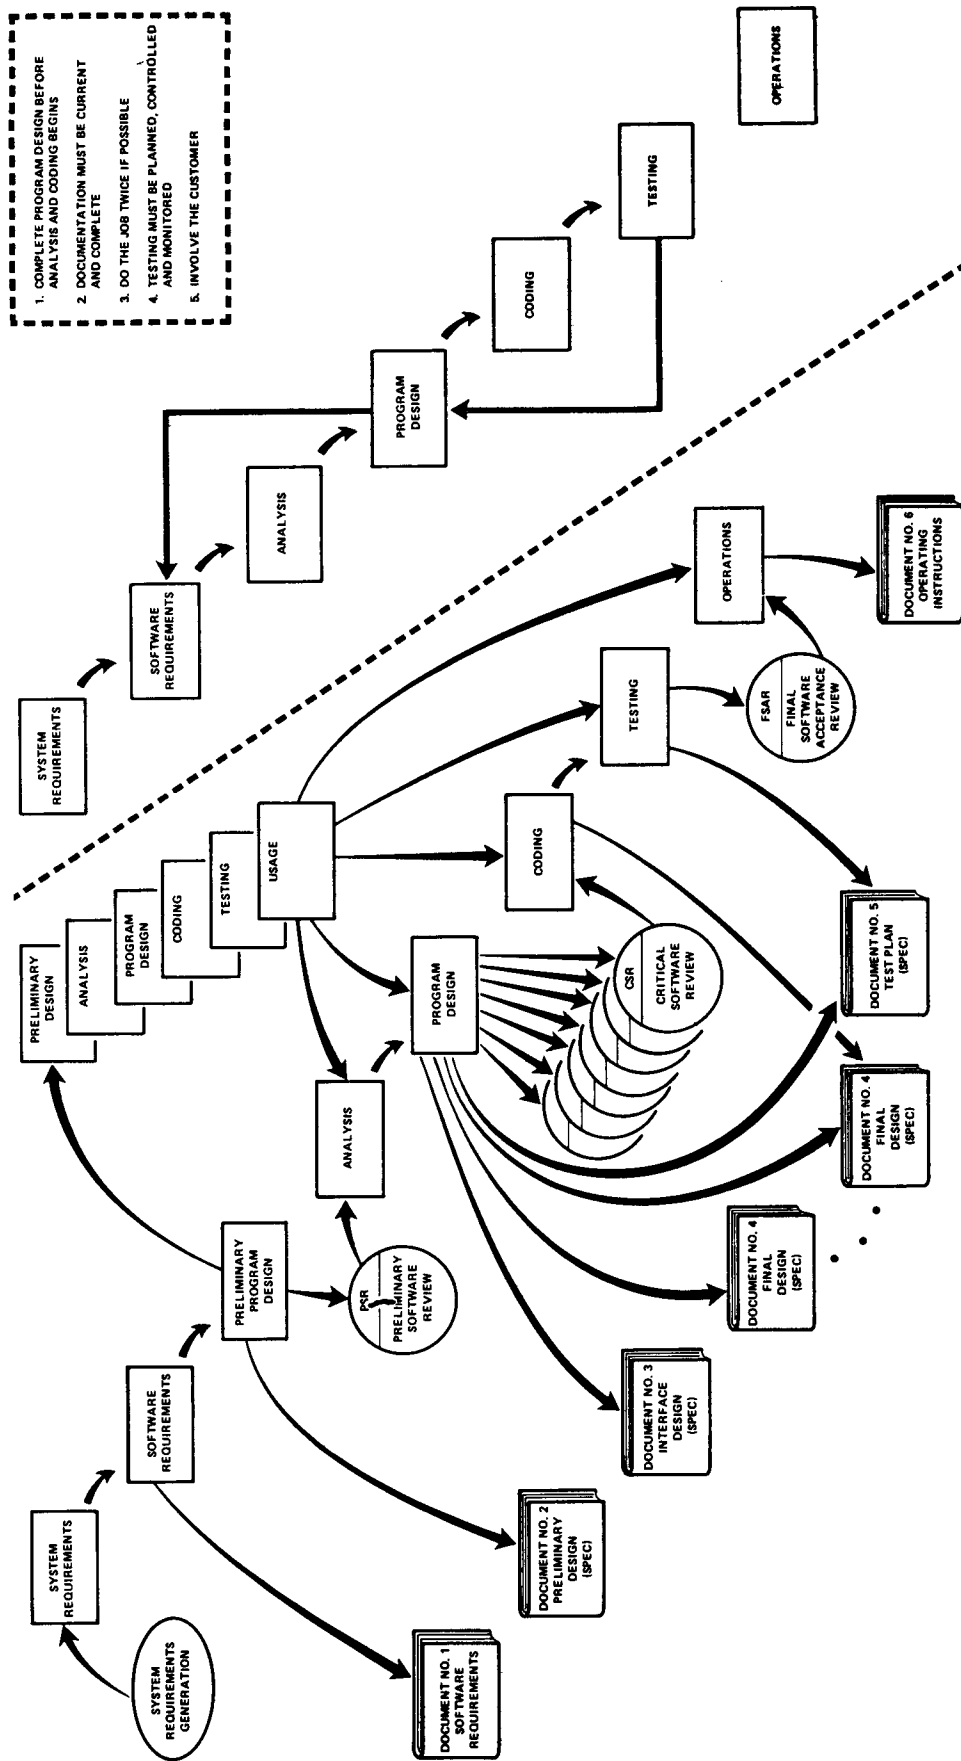 SYSTEM
REQUIREMENTS
GENERATION
SYSTEM
REQUIREMENTS
SOFTWARE
REQUIREMENTS
PRELIMINARY
PROGRAM
DESIGN
PSR
PRELIMINARY
SOFTWARE
REVIEW
PRELIMINARY
DESIGN
ANALYSIS
PROGRAM
DESIGN
CODING
TESTING
USAGE
ANALYSIS
PROGRAM
DESIGN
CSR
CRITICAL
SOFTWARE
REVIEW
CODING
TESTING
FSAR
FINAL
SOFTWARE
ACCEPTANCE
REVIEW
OPERATIONS
DOCUMENT NO. 1
SOFTWARE
REQUIREMENTS
DOCUMENT NO. 2
PRELIMINARY
DESIGN
(SPEC)
DOCUMENT NO. 3
INTERFACE
DESIGN
(SPEC)
DOCUMENT NO. 4
FINAL
DESIGN
(SPEC)
DOCUMENT NO. 4
FINAL
DESIGN
(SPEC)
DOCUMENT NO. 5
TEST PLAN
(SPEC)
DOCUMENT NO. 6
OPERATING
INSTRUCTIONS
SYSTEM
REQUIREMENTS
SOFTWARE
REQUIREMENTS
ANALYSIS
PROGRAM
DESIGN
CODING
TESTING
OPERATIONS
1. COMPLETE PROGRAM DESIGN BEFORE
ANALYSIS AND CODING BEGINS
2. DOCUMENTATION MUST BE CURRENT
AND COMPLETE
3. DO THE JOB TWICE IF POSSIBLE
4. TESTING MUST BE PLANNED, CONTROLLED
AND MONITORED
5. INVOLVE THE CUSTOMER